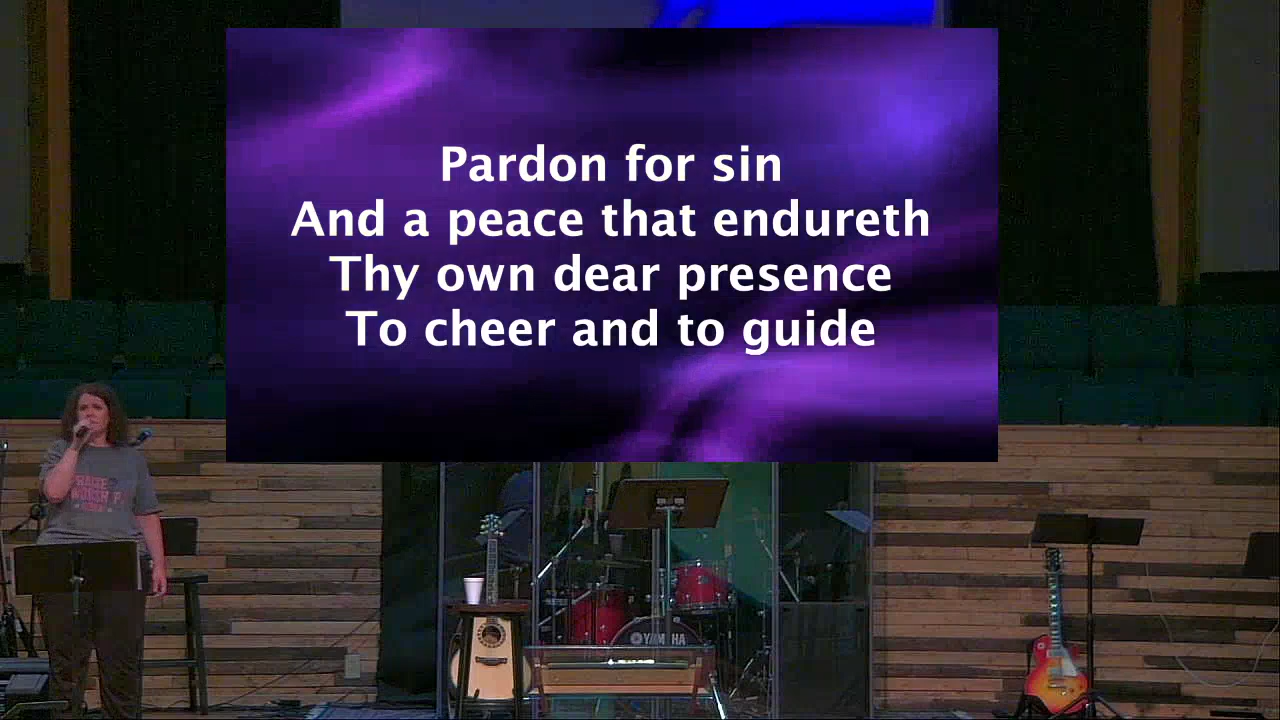 Pardon for sin
And a peace that endureth
Thy own dear presence
To cheer and to guide
YAMAHA